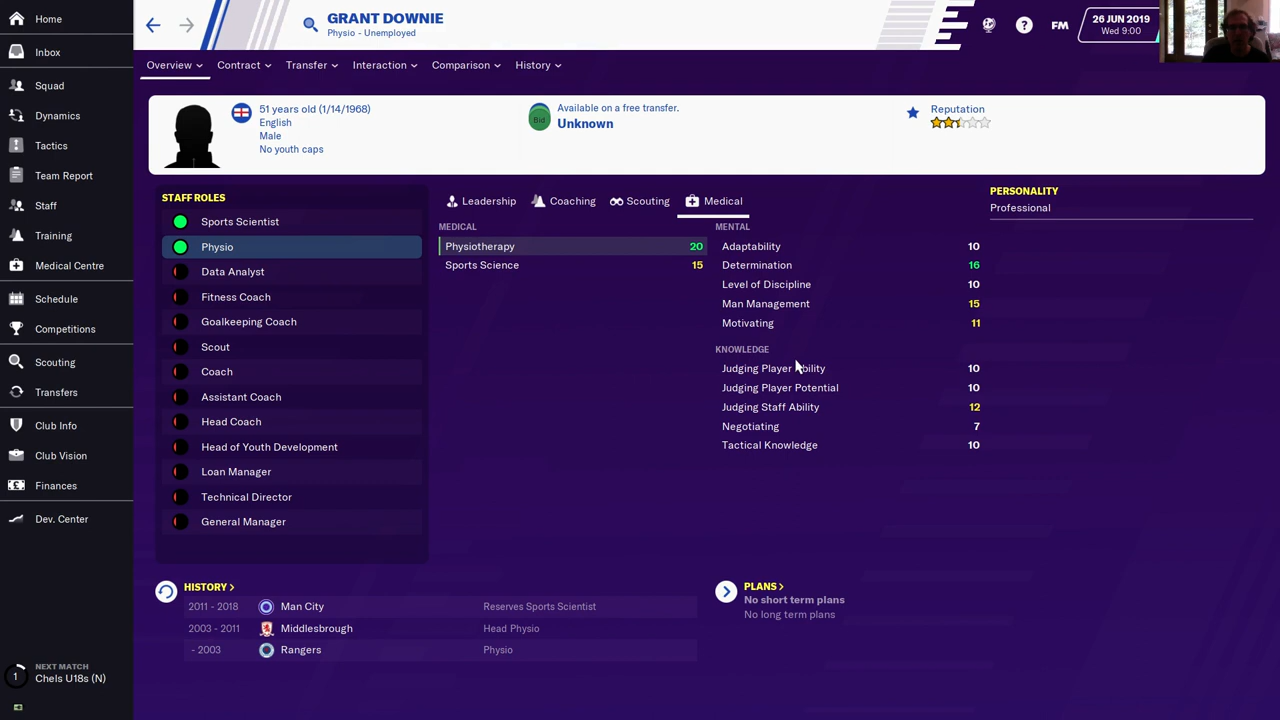 Home
Inbox
Squad
Dynamics
Tactics
Team Report
Staff
Training
Medical Centre
Schedule
Competitions
Scouting
Transfers
Club Info
Club Vision
Finances
Dev. Center
1
NEXT MATCH
Chels U18s (N)
GRANT DOWNIE
Physio - Unemployed
?
FM
26 JUN 2019
Wed 9:00
Overview Contract Transfer Interaction Comparison History
51 years old (1/14/1968)
English
Male
No youth caps
Bid
Available on a free transfer.
Unknown
Reputation
STAFF ROLES
Sports Scientist
Physio
Data Analyst
Fitness Coach
Goalkeeping Coach
Scout
Coach
Assistant Coach
Head Coach
Head of Youth Development
Loan Manager
Technical Director
General Manager
Leadership Coaching Scouting Medical
MEDICAL
Physiotherapy 20
Sports Science 15
MENTAL
Adaptability 10
Determination 16
Level of Discipline 10
Man Management 15
Motivating 11
KNOWLEDGE
Judging Player Ability 10
Judging Player Potential 10
Judging Staff Ability 12
Negotiating 7
Tactical Knowledge 10
PERSONALITY
Professional
HISTORY >
2011 - 2018 Man City Reserves Sports Scientist
2003 - 2011 Middlesbrough Head Physio
- 2003 Rangers Physio
PLANS >
No short term plans
No long term plans